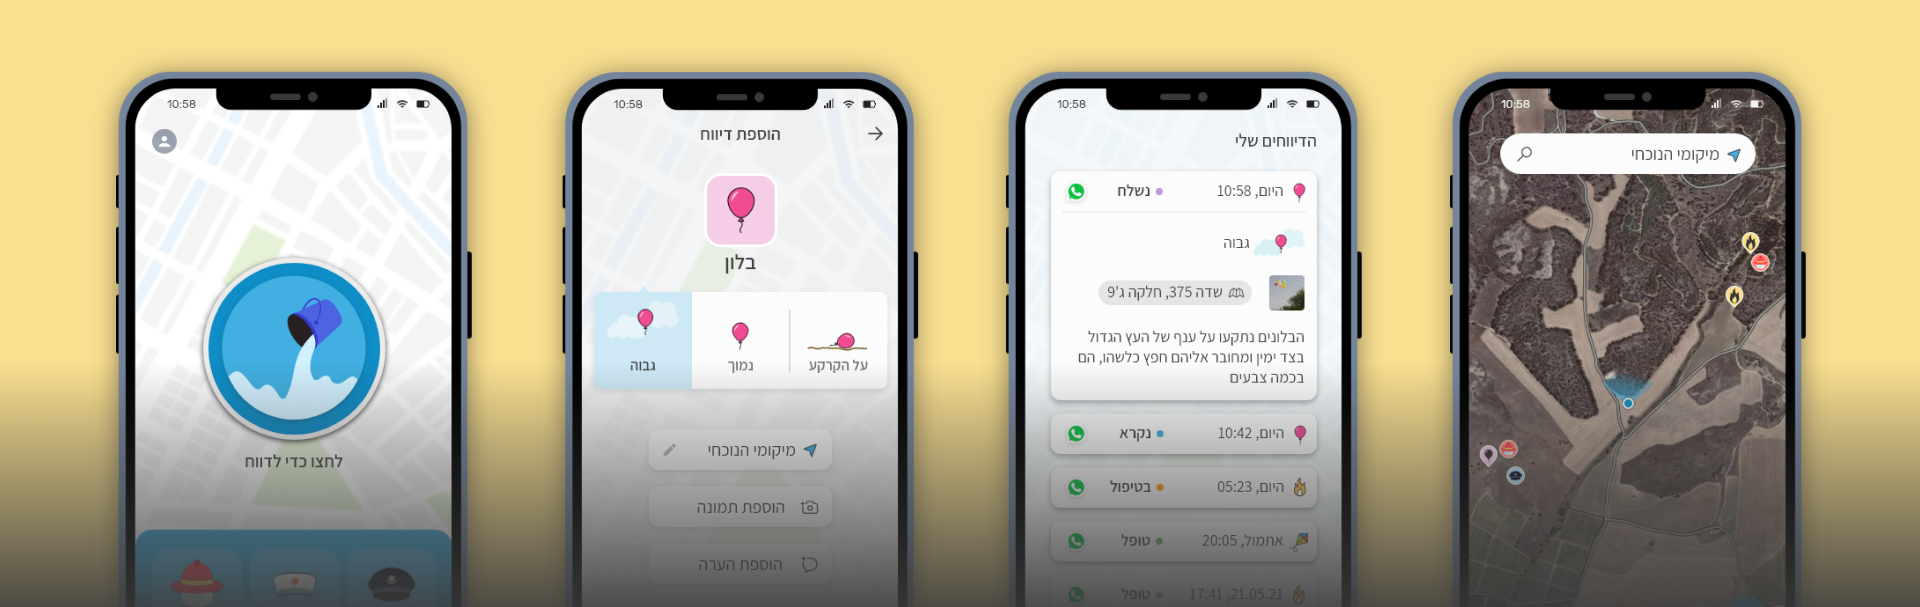 10:58
לחצו כדי לדווח
10:58
הוספת דיווח
בלון
על הקרקע
נמוך
גבוה
מיקומי הנוכחי
הוספת תמונה
הוספת הערה
10:58
הדיווחים שלי
היום, 10:58 נשלח
גבוה
שדה 375, חלקה ג'9
הבלונים נתקעו על ענף של העץ הגדול
בצד ימין ומחובר אליהם חפץ כלשהו, הם
בכמה צבעים
היום, 10:42 נקרא
היום, 05:23 בטיפול
אתמול, 20:05 טופל
21.05.21, 17:41 טופל
10:58
מיקומי הנוכחי